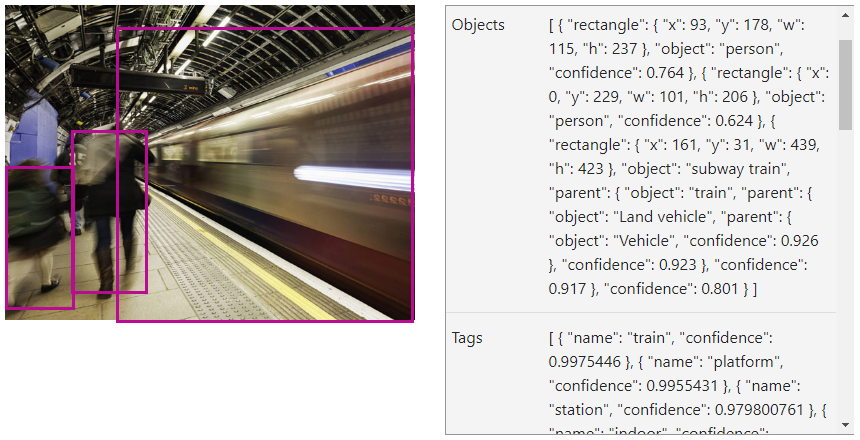 2 mins
Objects
[ { "rectangle": { "x": 93, "y": 178, "w":
115, "h": 237 }, "object": "person",
"confidence": 0.764 }, { "rectangle": { "x":
0, "y": 229, "w": 101, "h": 206 }, "object":
"person", "confidence": 0.624 }, {
"rectangle": { "x": 161, "y": 31, "w": 439,
"h": 423 }, "object": "subway train",
"parent": { "object": "train", "parent": {
"object": "Land vehicle", "parent": {
"object": "Vehicle", "confidence": 0.926
}, "confidence": 0.923 }, "confidence":
0.917 }, "confidence": 0.801 } ]
Tags
[ { "name": "train", "confidence":
0.9975446 }, { "name": "platform",
"confidence": 0.9955431 }, { "name":
"station", "confidence": 0.979800761 }, {
"name": "indoor", "confidence":